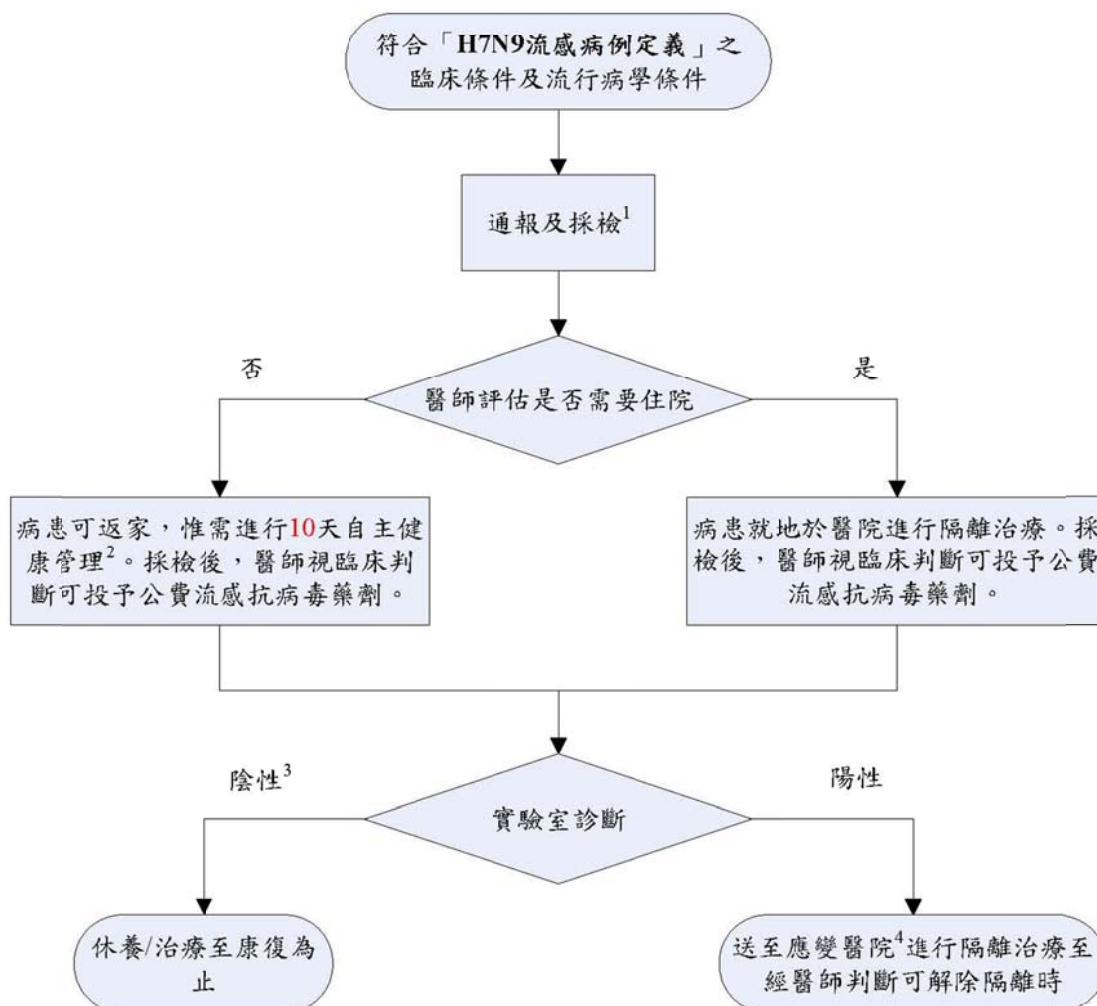 符合「H7N9流感病例定義」之
臨床條件及流行病學條件
通報及採檢1
否
是
醫師評估是否需要住院
病患可返家，惟需進行10天自主健
康管理2。採檢後，醫師視臨床判
斷可投予公費流感抗病毒藥劑。
病患就地於醫院進行隔離治療。採
檢後，醫師視臨床判斷可投予公費
流感抗病毒藥劑。
陰性3
陽性
實驗室診斷
休養/治療至康復為
止
送至應變醫院4進行隔離治療至
經醫師判斷可解除隔離時